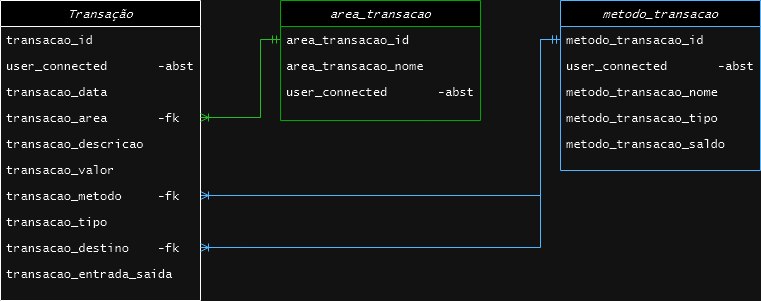 Transação
transacao_id
user_connected -abst
transacao_data
transacao_area -fk
transacao_descricao
transacao_valor
transacao_metodo -fk
transacao_tipo
transacao_destino -fk
transacao_entrada_saida
area_transacao
area_transacao_id
area_transacao_nome
user_connected -abst
metodo_transacao
metodo_transacao_id
user_connected -abst
metodo_transacao_nome
metodo_transacao_tipo
metodo_transacao_saldo